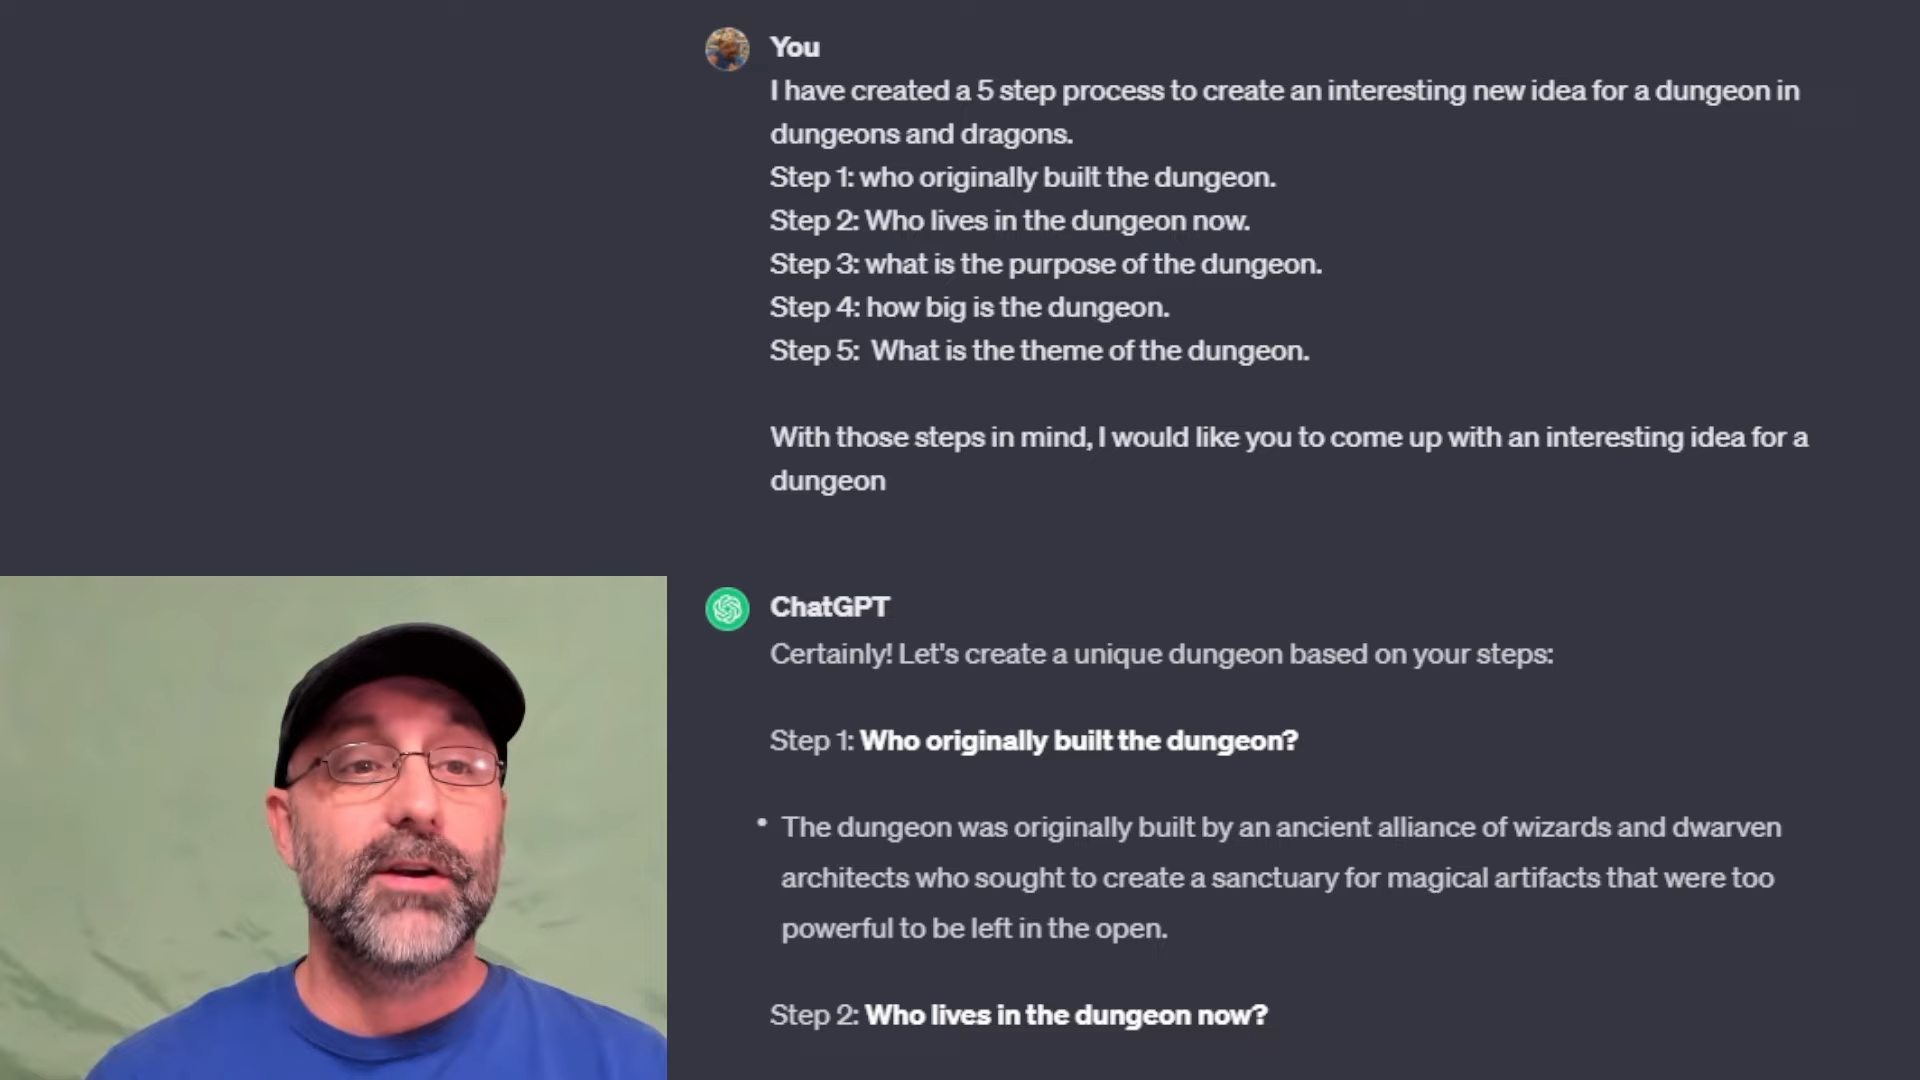 You
I have created a 5 step process to create an interesting new idea for a dungeon in
dungeons and dragons.
Step 1: who originally built the dungeon.
Step 2: Who lives in the dungeon now.
Step 3: what is the purpose of the dungeon.
Step 4: how big is the dungeon.
Step 5:  What is the theme of the dungeon.
With those steps in mind, I would like you to come up with an interesting idea for a
dungeon
ChatGPT
Certainly! Let's create a unique dungeon based on your steps:
Step 1: Who originally built the dungeon?
• The dungeon was originally built by an ancient alliance of wizards and dwarven
architects who sought to create a sanctuary for magical artifacts that were too
powerful to be left in the open.
Step 2: Who lives in the dungeon now?